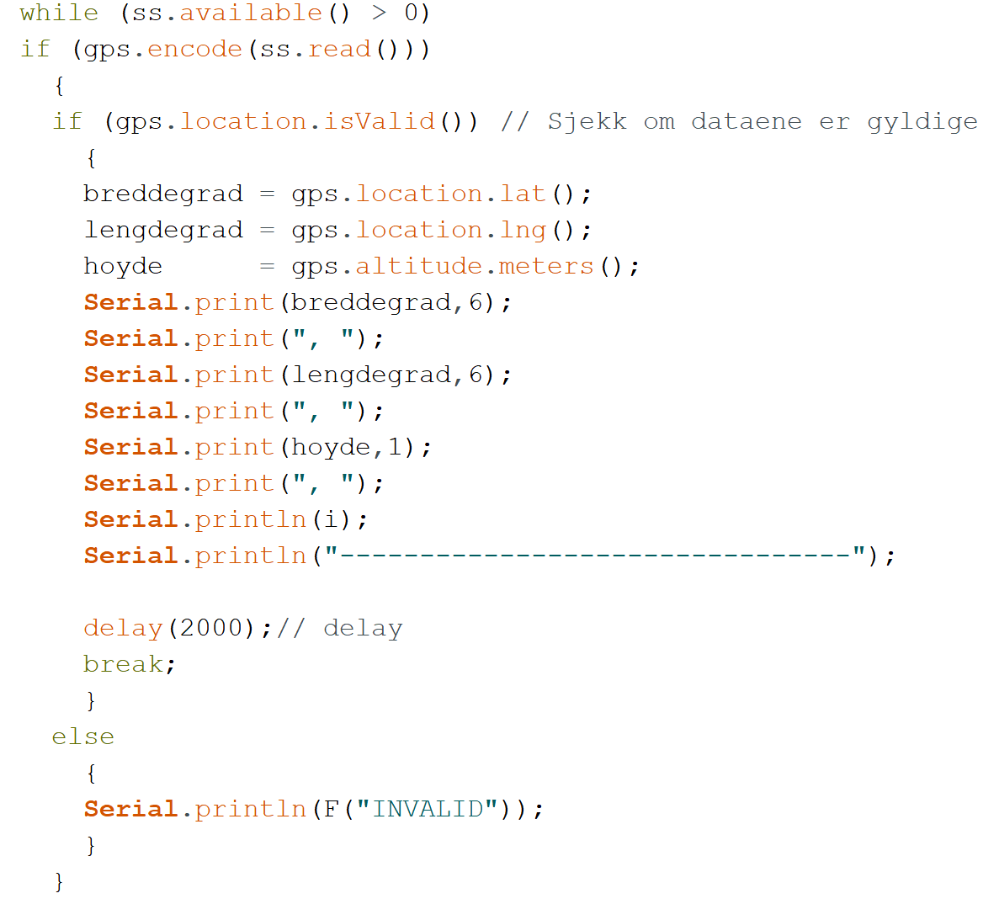 while (ss.available() > 0)
if (gps.encode(ss.read()))
{
if (gps.location.isValid()) // Sjekk om dataene er gyldige
{
breddegrad = gps.location.lat();
lengdegrad = gps.location.lng();
hoyde      = gps.altitude.meters();
Serial.print(breddegrad,6);
Serial.print(", ");
Serial.print(lengdegrad,6);
Serial.print(", ");
Serial.print(hoyde,1);
Serial.print(", ");
Serial.println(i);
Serial.println("--------------------------------");
delay(2000);// delay
break;
}
else
{
Serial.println(F("INVALID"));
}
}